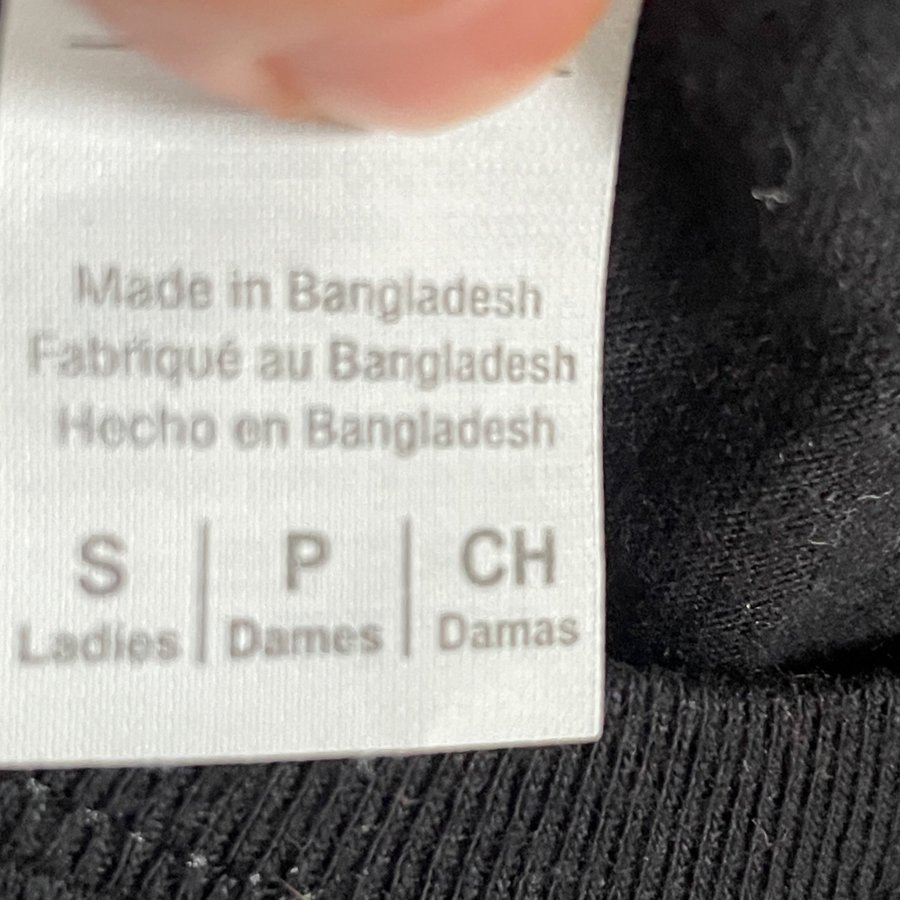 Made in Bangladesh
Fabriqué au Bangladesh
Hecho en Bangladesh
S | P | CH
Ladies | Dames | Damas